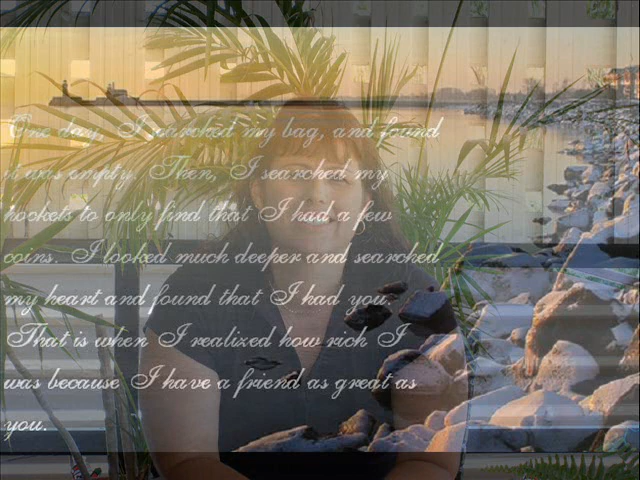 One day, I searched my bag, and found
it was empty. Then, I searched my
pockets to only find that I had a few
coins. I looked much deeper and searched
my heart and found that I had you.
That is when I realized how rich I
was because I have a friend as great as
you.